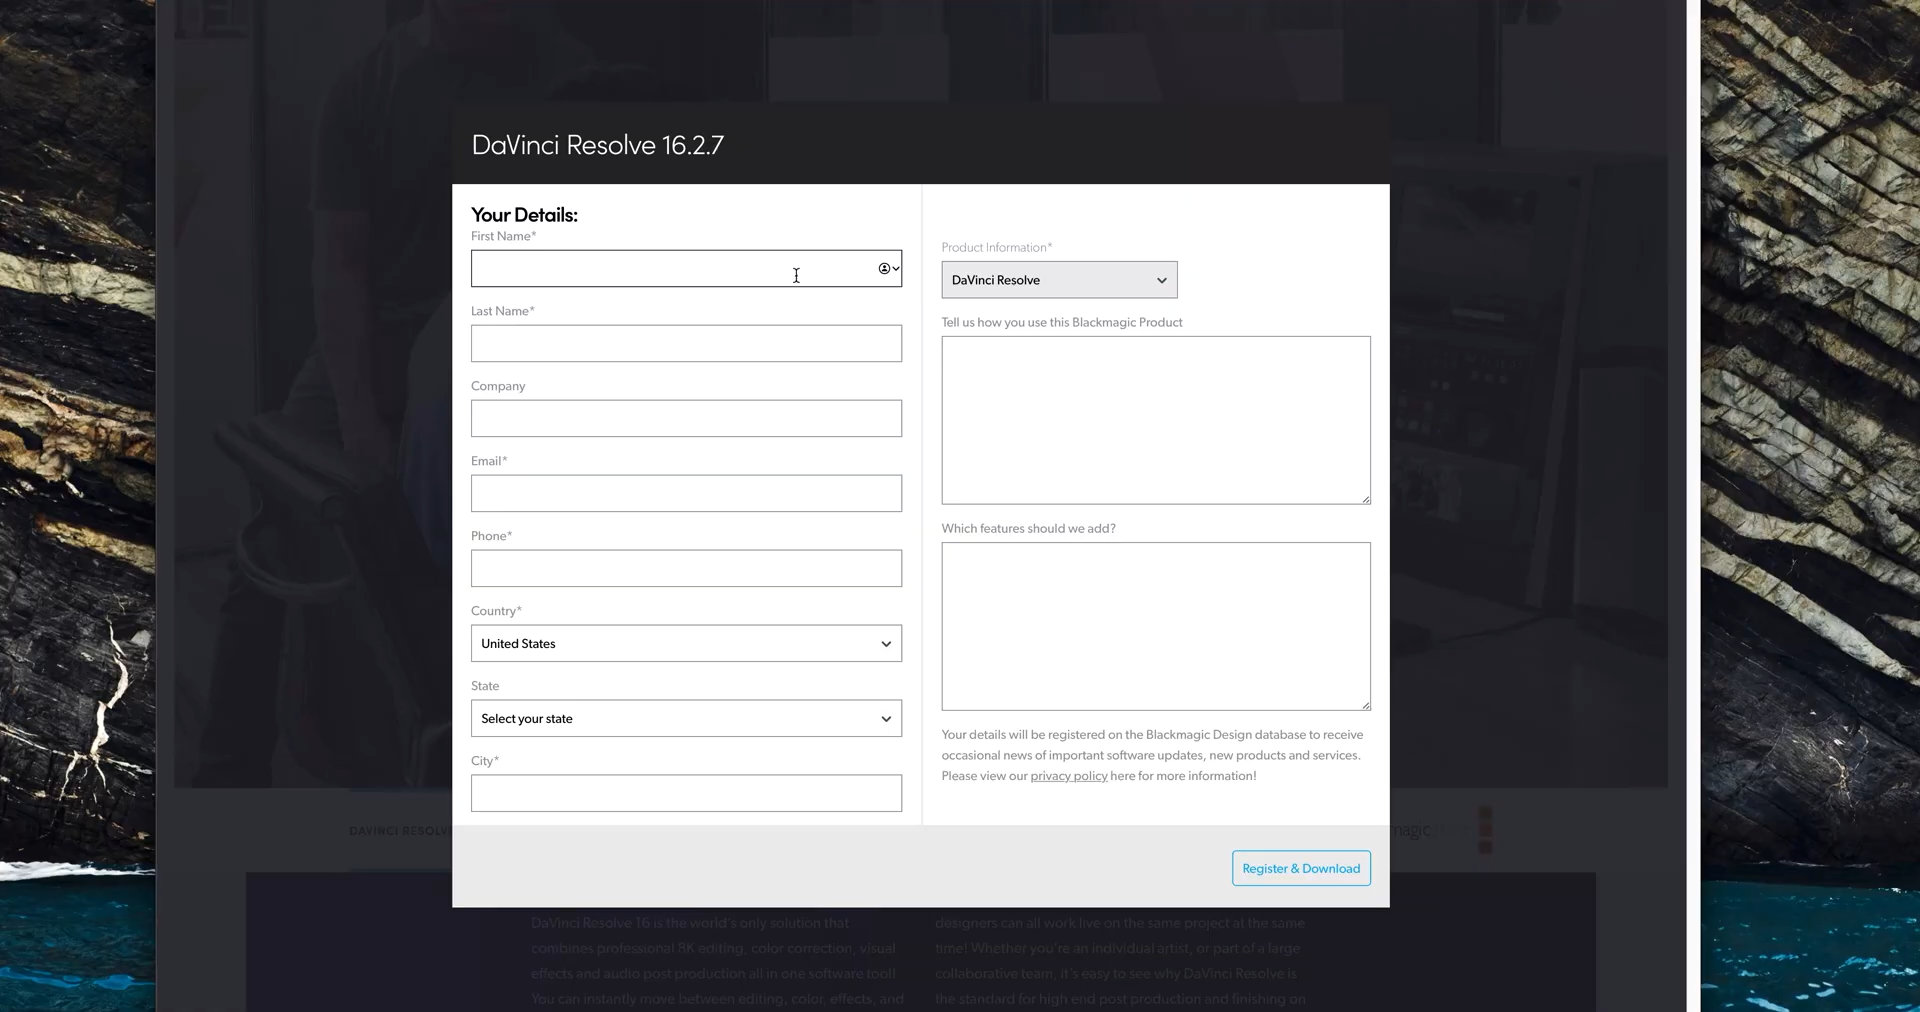 DaVinci Resolve 16.2.7
Your Details:
First Name*
Last Name*
Company
Email*
Phone*
Country*
United States
State
Select your state
City*
Product Information*
DaVinci Resolve
Tell us how you use this Blackmagic Product
Which features should we add?
Your details will be registered on the Blackmagic Design database to receive
occasional news of important software updates, new products and services.
Please view our privacy policy here for more information!
Register & Download
DAVINCI RESOLV
magic
DaVinci Resolve 16 is the world's only solution that
combines professional 8K editing, color correction, visual
effects and audio post production all in one software tool!
You can instantly move between editing, color, effects, and
designers can all work live on the same project at the same
time! Whether you're an individual artist, or part of a large
collaborative team, it's easy to see why DaVinci Resolve is
the standard for high end post production and finishing on